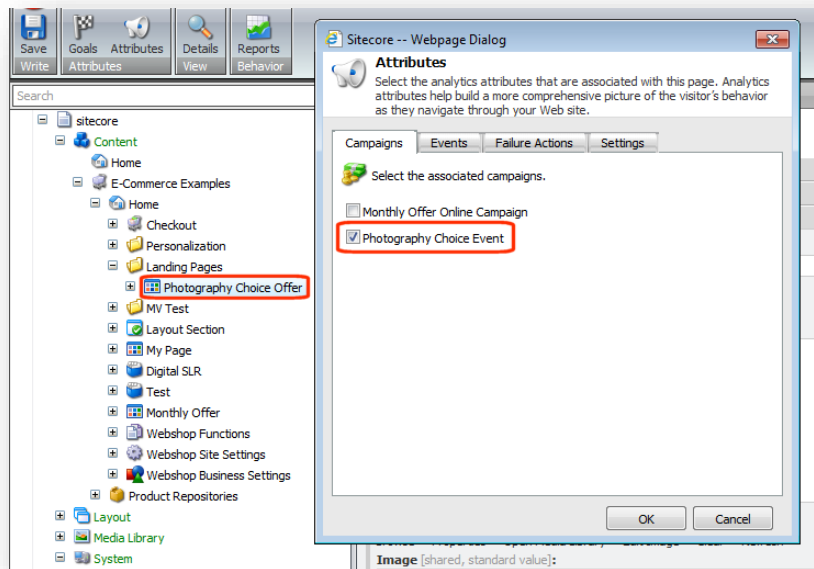 Save
Write
Goals Attributes
Attributes
Details
View
Reports
Behavior
Search
sitecore
Content
Home
E-Commerce Examples
Home
Checkout
Personalization
Landing Pages
Photography Choice Offer
MV Test
Layout Section
My Page
Digital SLR
Test
Monthly Offer
Webshop Functions
Webshop Site Settings
Webshop Business Settings
Product Repositories
Layout
Media Library
System
Sitecore -- Webpage Dialog
Attributes
Select the analytics attributes that are associated with this page. Analytics
attributes help build a more comprehensive picture of the visitor's behavior
as they navigate through your Web site.
Campaigns Events Failure Actions Settings
Select the associated campaigns.
Monthly Offer Online Campaign
Photography Choice Event
OK Cancel
Image [shared, standard value]: